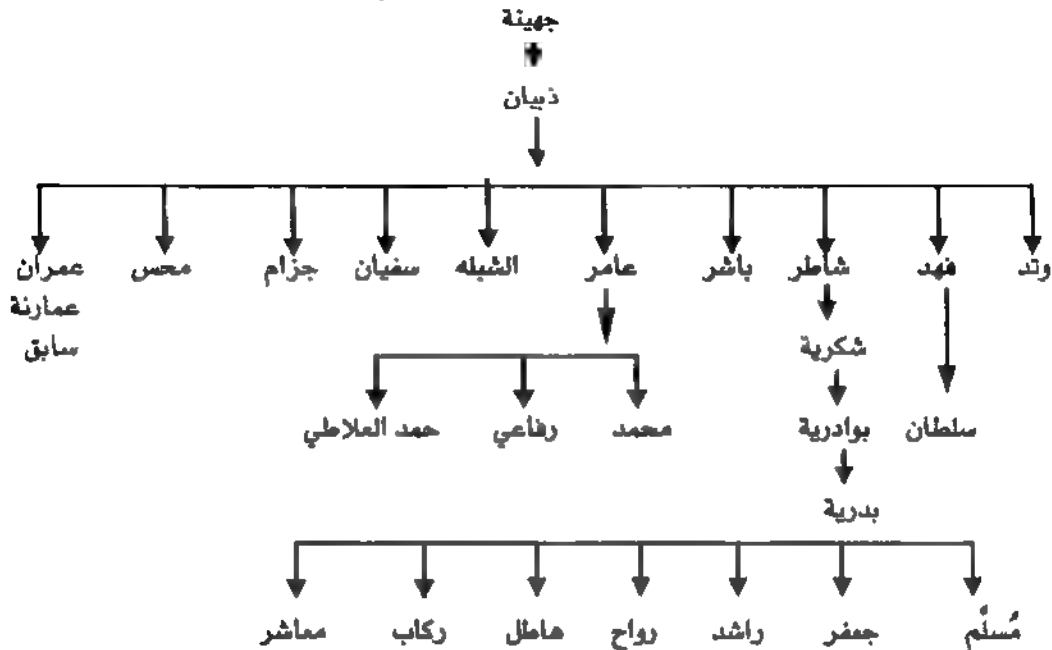 جهينة
ذبيان
وتد فهد شاطر باشر عامر الشبله سفيان جزام محس عمران
عمارنة
سابق
شكرية
سلطان بوادرية محمد رفاعي حمد العلاطي
بدرية
مُسلَّم جعفر راشد رواح هاطل ركاب معاشر